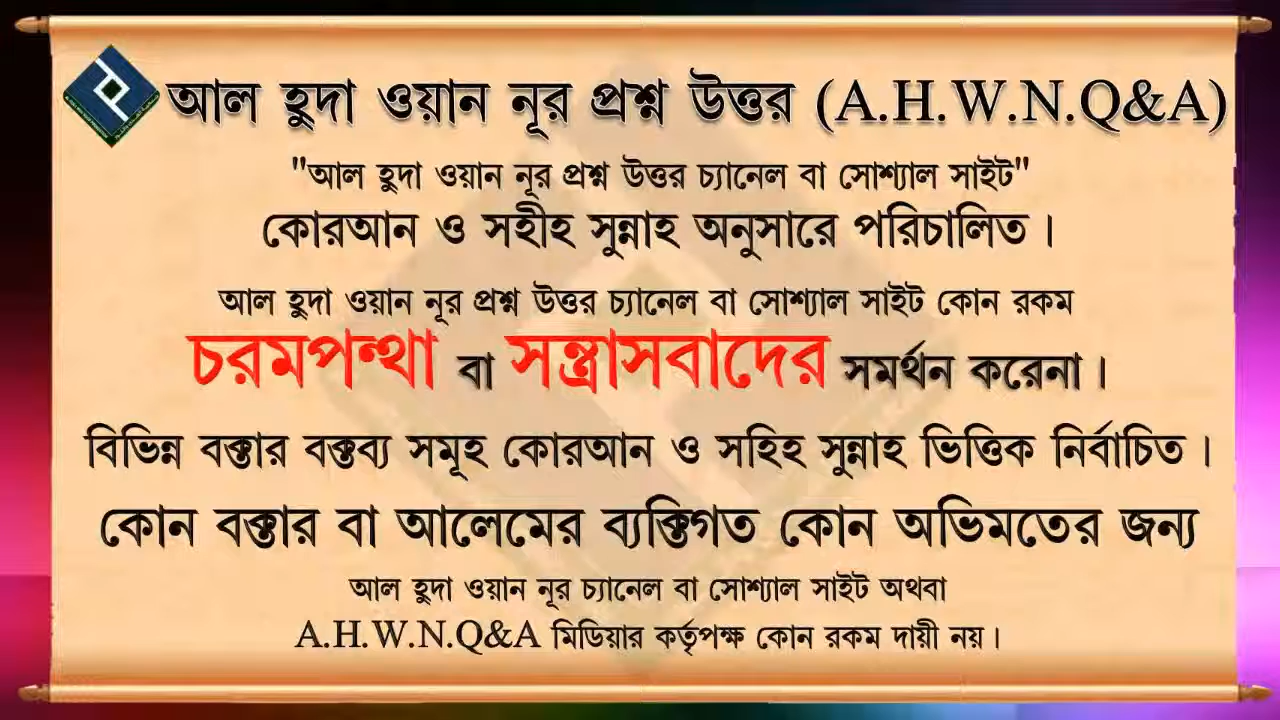 আল হুদা ওয়ান নূর প্রশ্ন উত্তর (A.H.W.N.Q&A)
"আল হুদা ওয়ান নূর প্রশ্ন উত্তর চ্যানেল বা সোশ্যাল সাইট"
কোরআন ও সহীহ সুন্নাহ অনুসারে পরিচালিত।
আল হুদা ওয়ান নূর প্রশ্ন উত্তর চ্যানেল বা সোশ্যাল সাইট কোন রকম
চরমপন্থা বা সন্ত্রাসবাদের সমর্থন করেনা।
বিভিন্ন বক্তার বক্তব্য সমূহ কোরআন ও সহিহ সুন্নাহ ভিত্তিক নির্বাচিত।
কোন বক্তার বা আলেমের ব্যক্তিগত কোন অভিমতের জন্য
আল হুদা ওয়ান নূর চ্যানেল বা সোশ্যাল সাইট অথবা
A.H.W.N.Q&A মিডিয়ার কর্তৃপক্ষ কোন রকম দায়ী নয়।